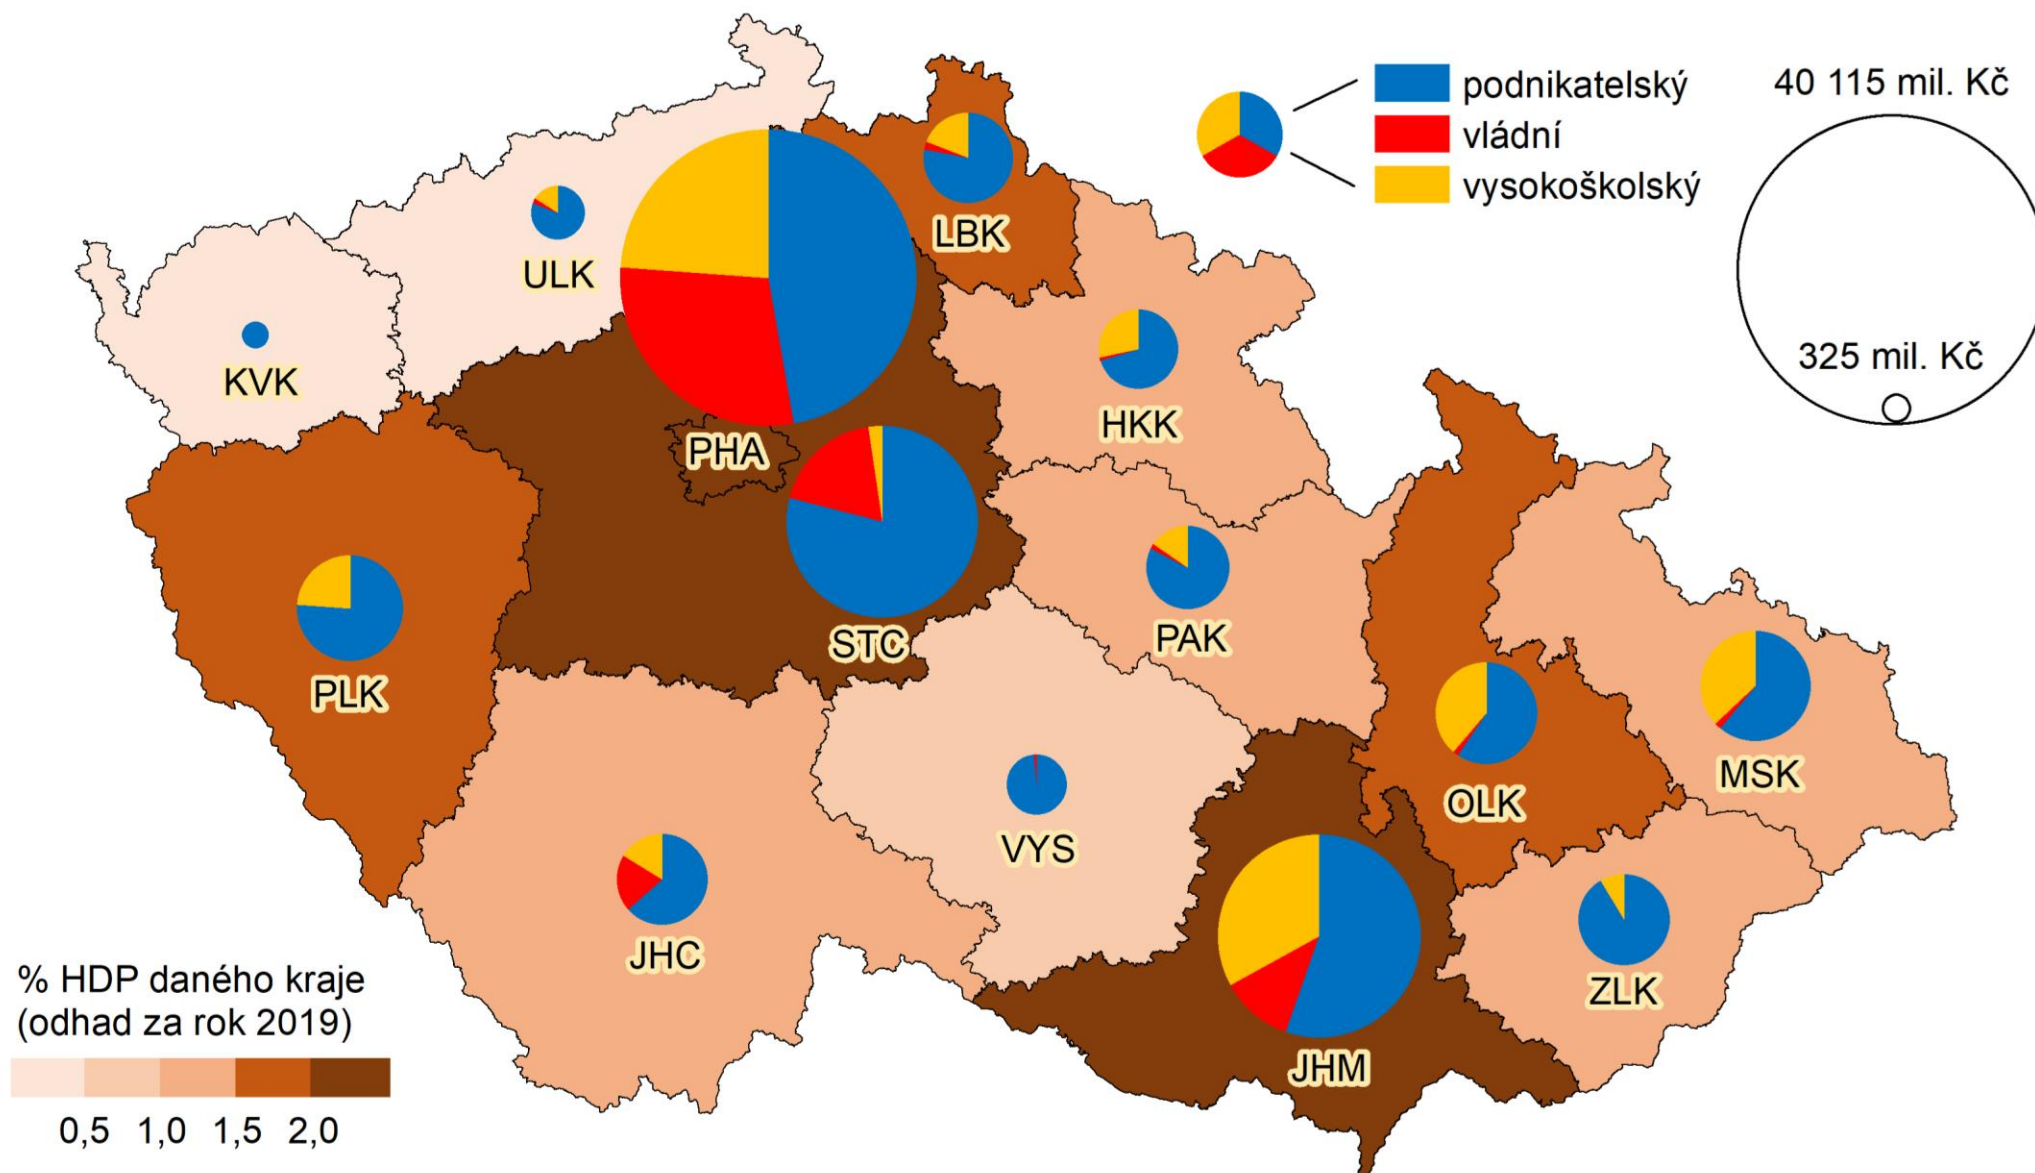 podnikatelský
vládní
vysokoškolský
40 115 mil. Kč
325 mil. Kč
LBK
ULK
KVK
HKK
PHA
STC
PAK
PLK
MSK
OLK
VYS
JHC
ZLK
JHM
% HDP daného kraje
(odhad za rok 2019)
0,5 1,0 1,5 2,0